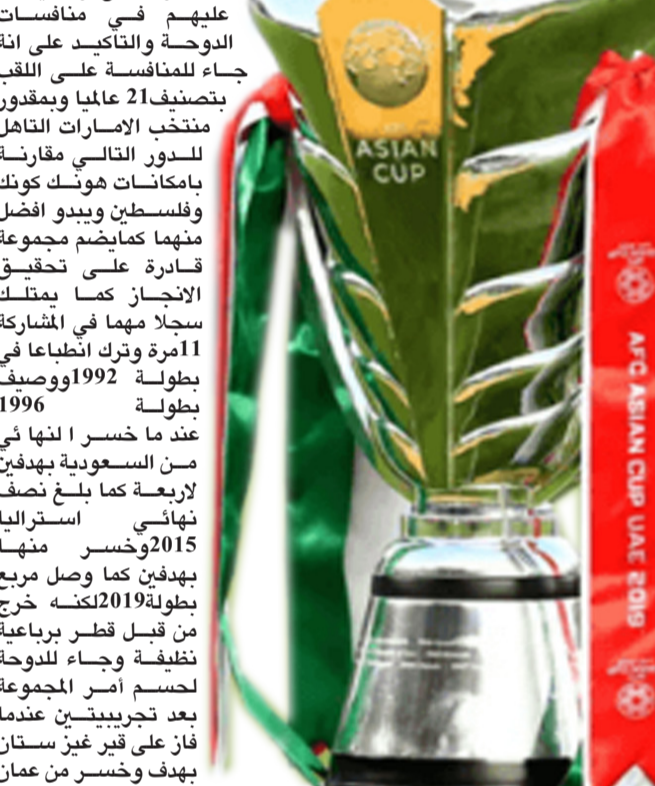 عليهم في منافسات
الدوحة والتاكيد على انة
جاء للمنافسة على اللقب
بتصنيف21 عالميا وبمقدور
منتخب الامارات التاهل
للدور التالي مقارنة
بامكانات هونك كونك
وفلسطين ويبدو افضل
منهما كمايضم مجموعة
قادرة على تحقيق
الانجاز كما يمتلك
سجلا مهما في المشاركة
11مرة وترك انطباعا في
بطولة 1992ووصيف
بطولة 1996
عند ما خسر ا لنها ئي
من السعودية بهدفين
لاربعة كما بلغ نصف
نهائي استراليا
2015وخسر منها
بهدفين كما وصل مربع
بطولة2019لكنه خرج
من قبل قطر برباعية
نظيفة وجاء للدوحة
لحسم أمر المجموعة
بعد تجريبيتين عندما
فاز على قير غيز ستان
بهدف وخسر من عمان
ASIAN
CUP
AFC ASIAN CUP UAE 2019